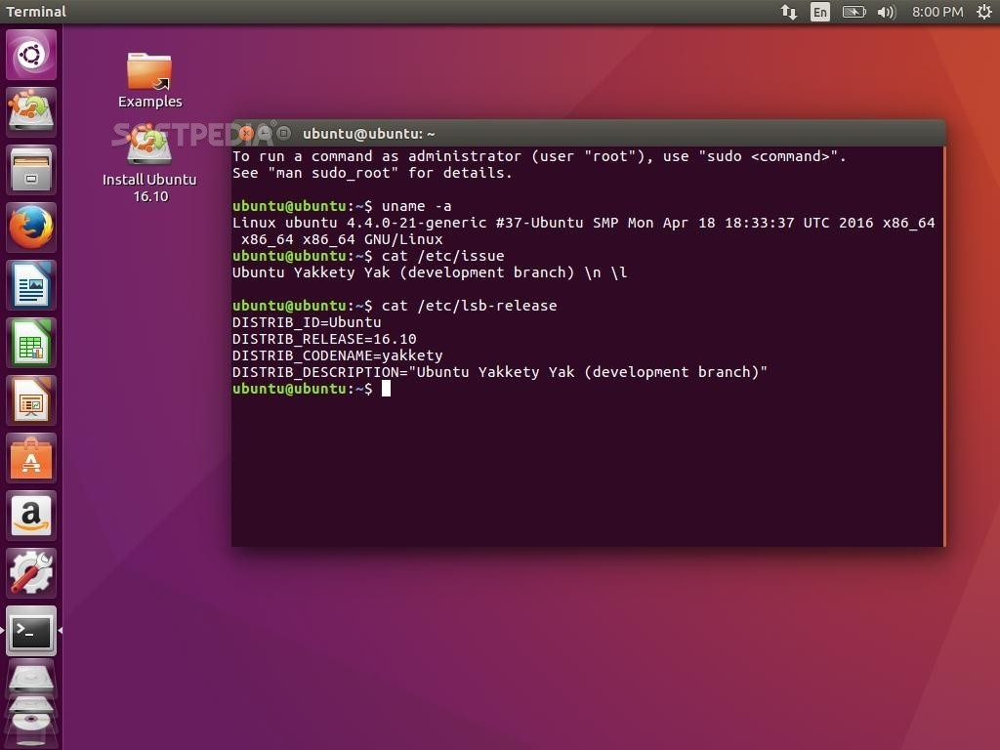 Terminal
En
8:00 PM
Examples
SOFTPEDIA
Install Ubuntu
16.10
ubuntu@ubuntu: ~
To run a command as administrator (user "root"), use "sudo <command>".
See "man sudo_root" for details.
ubuntu@ubuntu:~$ uname -a
Linux ubuntu 4.4.0-21-generic #37-Ubuntu SMP Mon Apr 18 18:33:37 UTC 2016 x86_64
x86_64 x86_64 GNU/Linux
ubuntu@ubuntu:~$ cat /etc/issue
Ubuntu Yakkety Yak (development branch) \n \l
ubuntu@ubuntu:~$ cat /etc/lsb-release
DISTRIB_ID=Ubuntu
DISTRIB_RELEASE=16.10
DISTRIB_CODENAME=yakkety
DISTRIB_DESCRIPTION="Ubuntu Yakkety Yak (development branch)"
ubuntu@ubuntu:~$